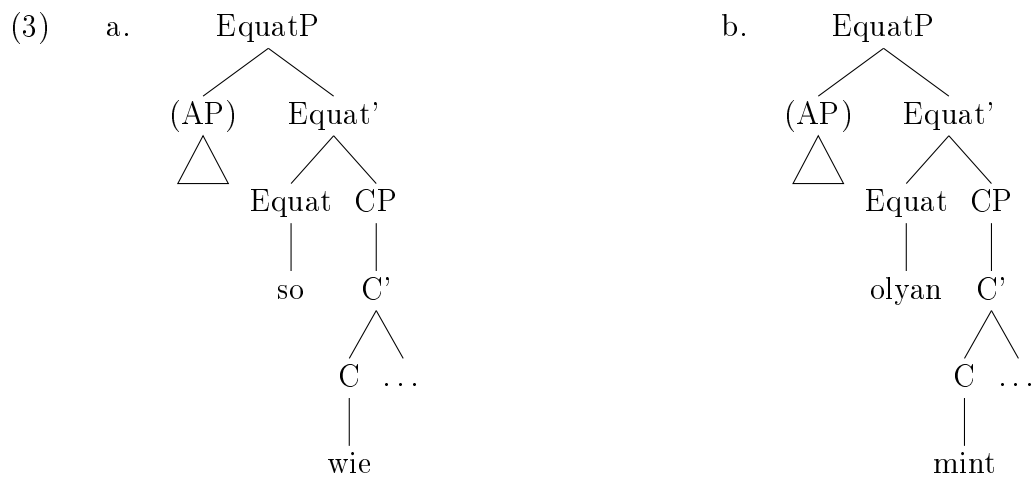 (3) a. EquatP b. EquatP
(AP) Equat' (AP) Equat'
Equat CP Equat CP
so C' olyan C'
C ... C ...
wie mint